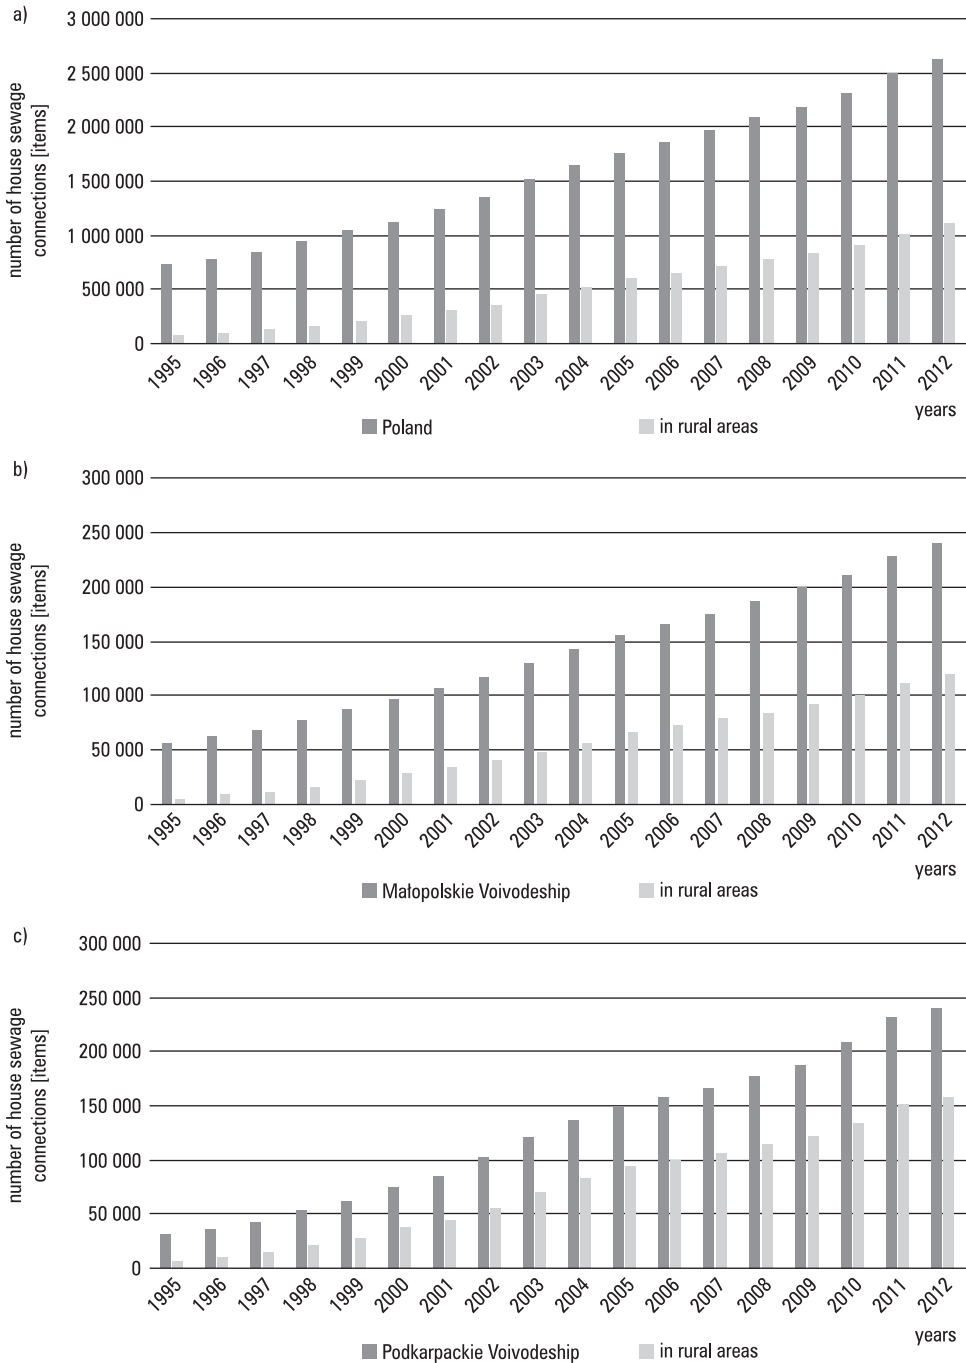 a)
number of house sewage
connections [items]
3 000 000
2 500 000
2 000 000
1 500 000
1 000 000
500 000
0
1995 1996 1997 1998 1999 2000 2001 2002 2003 2004 2005 2006 2007 2008 2009 2010 2011 2012
years
Poland in rural areas
b)
number of house sewage
connections [items]
300 000
250 000
200 000
150 000
100 000
50 000
0
1995 1996 1997 1998 1999 2000 2001 2002 2003 2004 2005 2006 2007 2008 2009 2010 2011 2012
years
Małopolskie Voivodeship in rural areas
c)
number of house sewage
connections [items]
300 000
250 000
200 000
150 000
100 000
50 000
0
1995 1996 1997 1998 1999 2000 2001 2002 2003 2004 2005 2006 2007 2008 2009 2010 2011 2012
years
Podkarpackie Voivodeship in rural areas